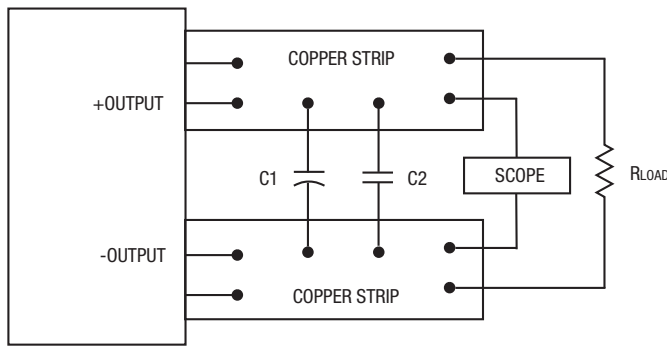 COPPER STRIP
+OUTPUT
C1
C2
SCOPE
RLOAD
-OUTPUT
COPPER STRIP